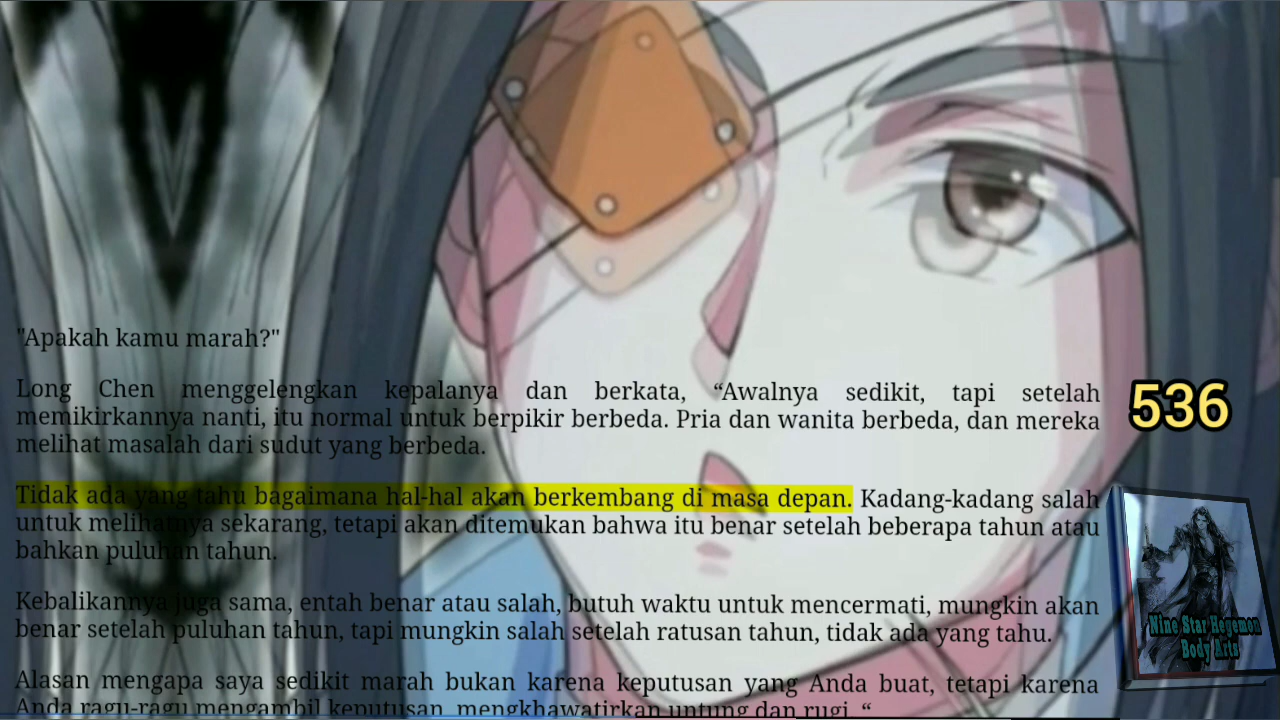 "Apakah kamu marah?"
Long Chen menggelengkan kepalanya dan berkata, “Awalnya sedikit, tapi setelah
memikirkannya nanti, itu normal untuk berpikir berbeda. Pria dan wanita berbeda, dan mereka
melihat masalah dari sudut yang berbeda.
Tidak ada yang tahu bagaimana hal-hal akan berkembang di masa depan. Kadang-kadang salah
untuk melihatnya sekarang, tetapi akan ditemukan bahwa itu benar setelah beberapa tahun atau
bahkan puluhan tahun.
Kebalikannya juga sama, entah benar atau salah, butuh waktu untuk mencermati, mungkin akan
benar setelah puluhan tahun, tapi mungkin salah setelah ratusan tahun, tidak ada yang tahu.
Alasan mengapa saya sedikit marah bukan karena keputusan yang Anda buat, tetapi karena
Anda ragu-ragu mengambil keputusan, mengkhawatirkan untung dan rugi. “
536
Nine Star Hegemon
Body Arts